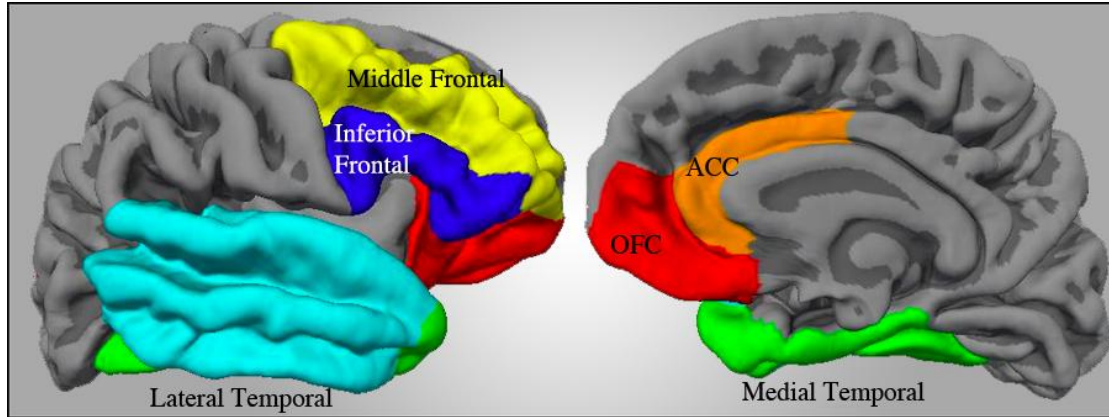 Middle Frontal
Inferior
Frontal
Lateral Temporal
ACC
OFC
Medial Temporal